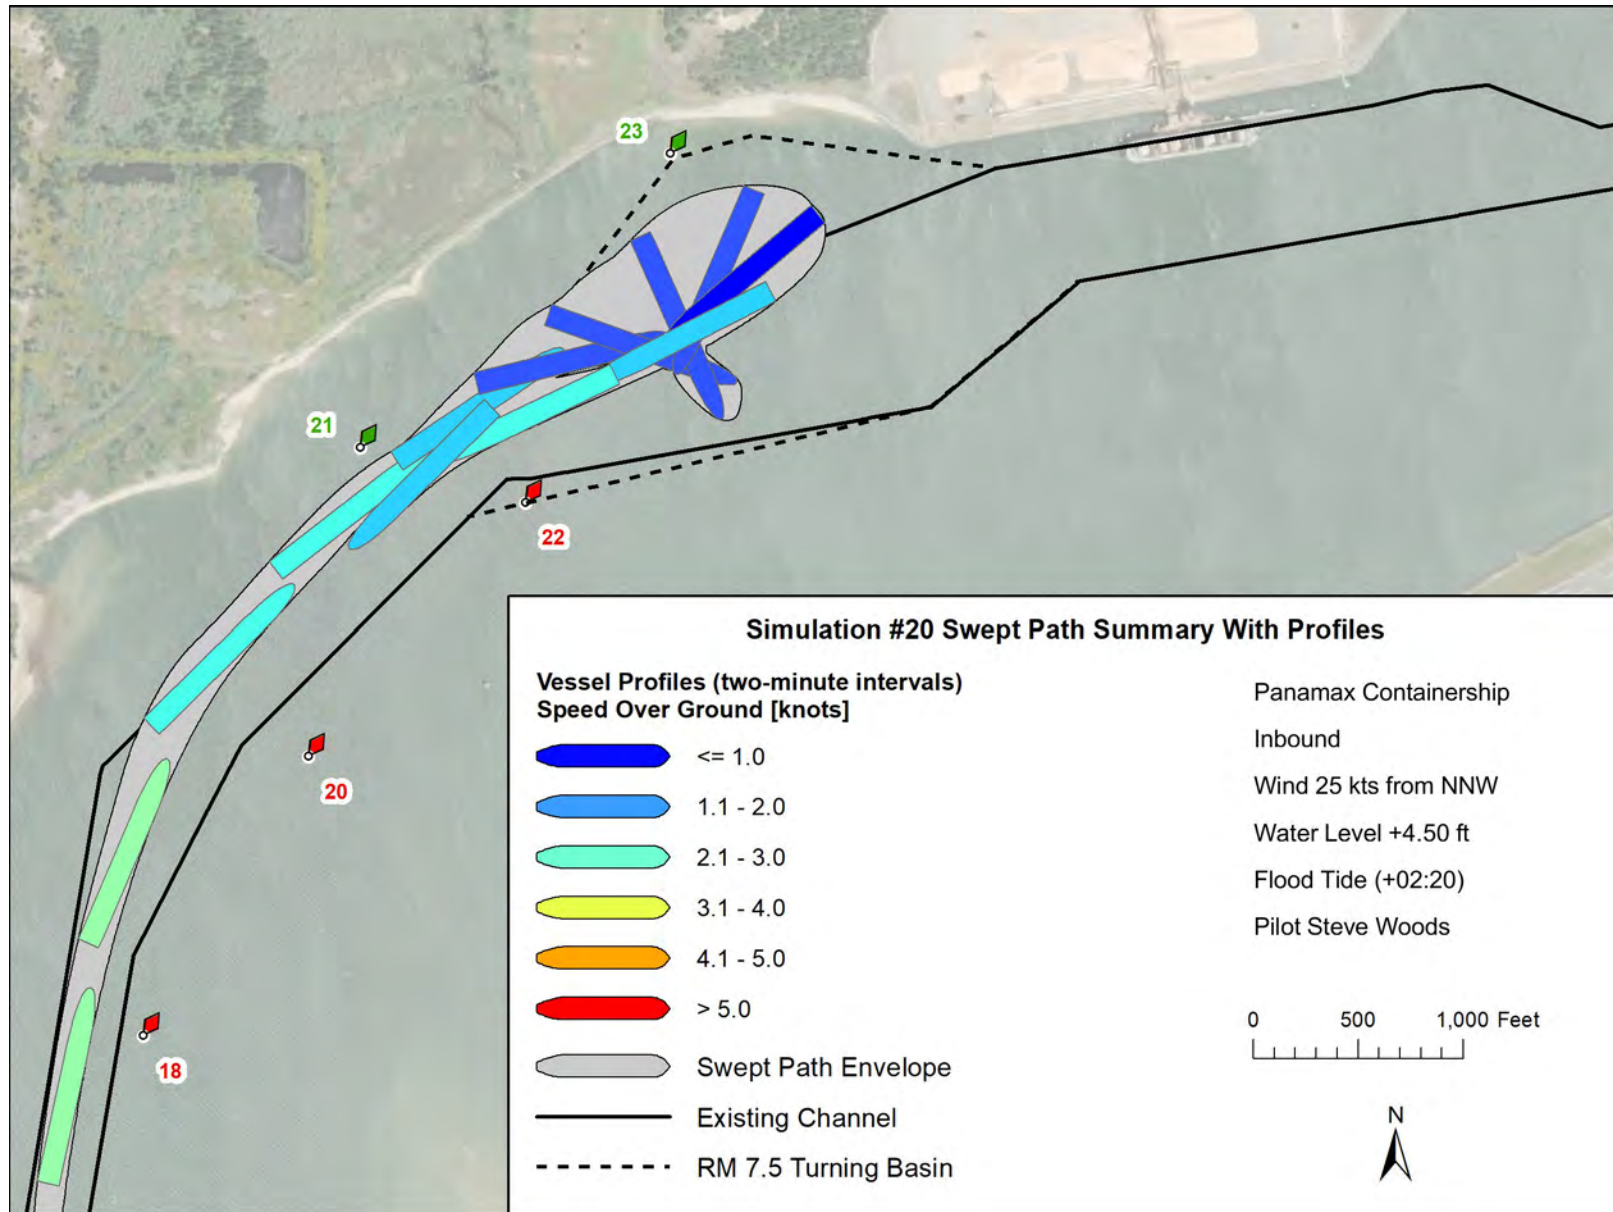 23
21
22
20
18
Simulation #20 Swept Path Summary With Profiles
Vessel Profiles (two-minute intervals)
Speed Over Ground [knots]
<= 1.0
1.1 - 2.0
2.1 - 3.0
3.1 - 4.0
4.1 - 5.0
> 5.0
Swept Path Envelope
Existing Channel
RM 7.5 Turning Basin
Panamax Containership
Inbound
Wind 25 kts from NNW
Water Level +4.50 ft
Flood Tide (+02:20)
Pilot Steve Woods
0 500 1,000 Feet
N